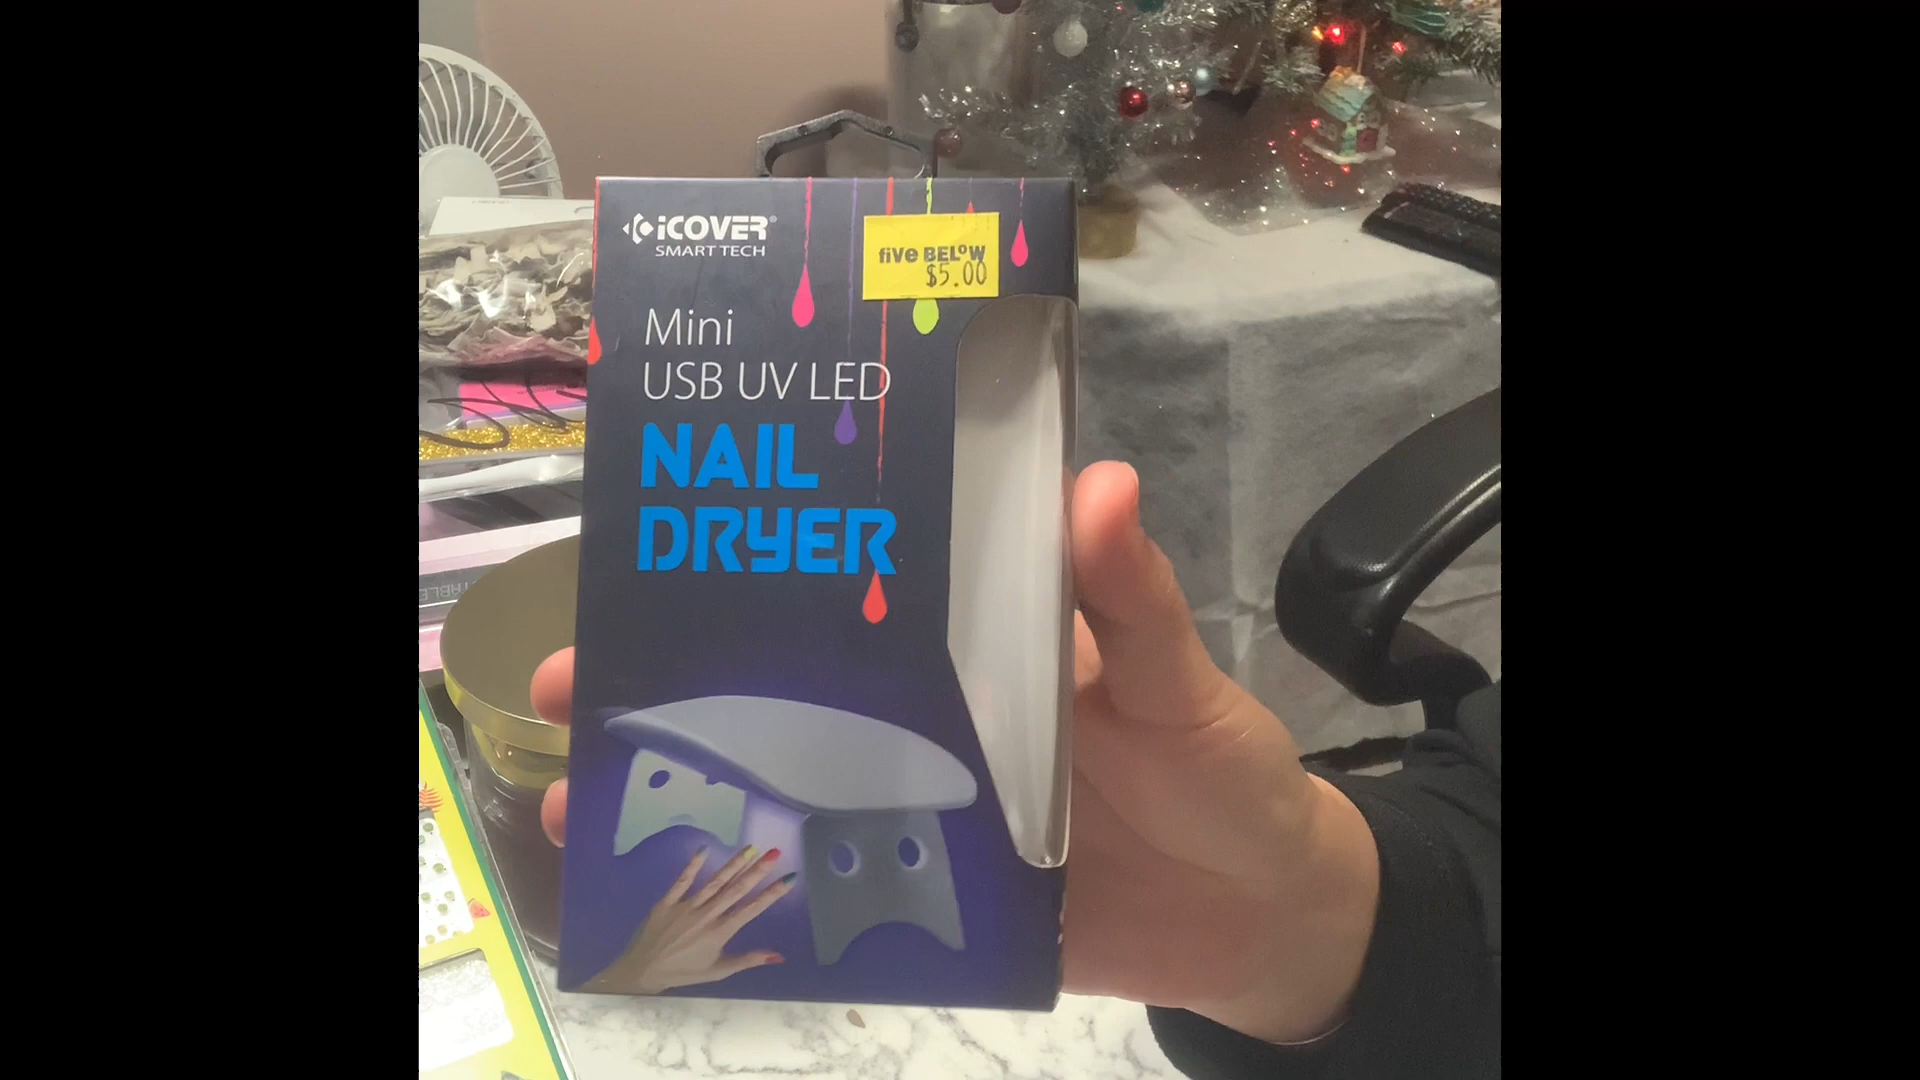 iCOVER®
SMART TECH
five BELOW
$5.00
Mini
USB UV LED
NAIL
DRYER